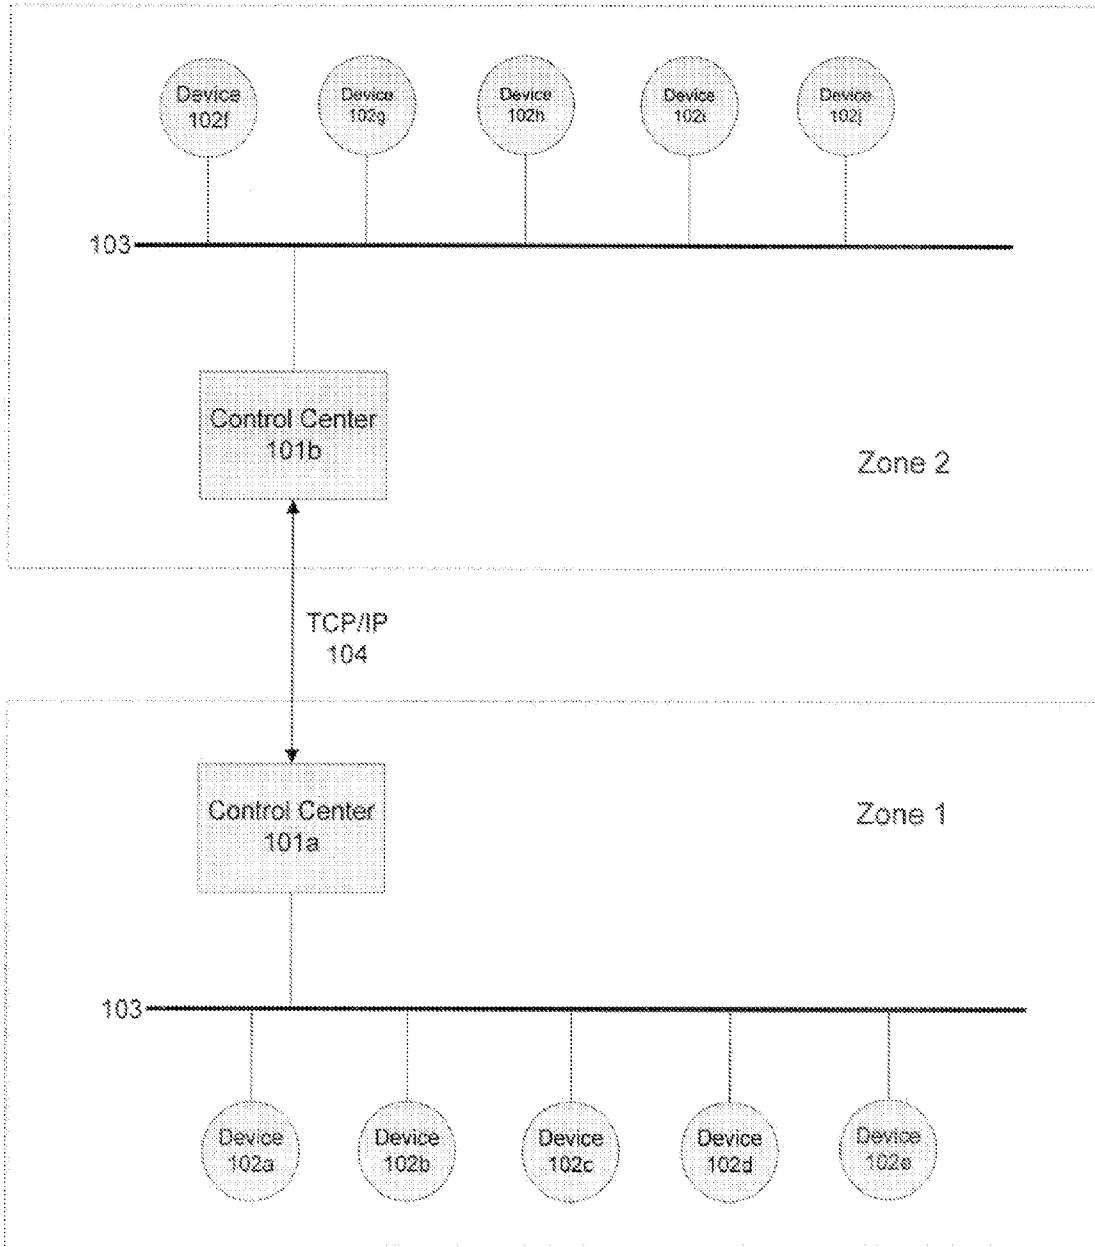 Device
102f
Device
102g
Device
102h
Device
102i
Device
102j
103
Control Center
101b
Zone 2
TCP/IP
104
Control Center
101a
Zone 1
103
Device
102a
Device
102b
Device
102c
Device
102d
Device
102e